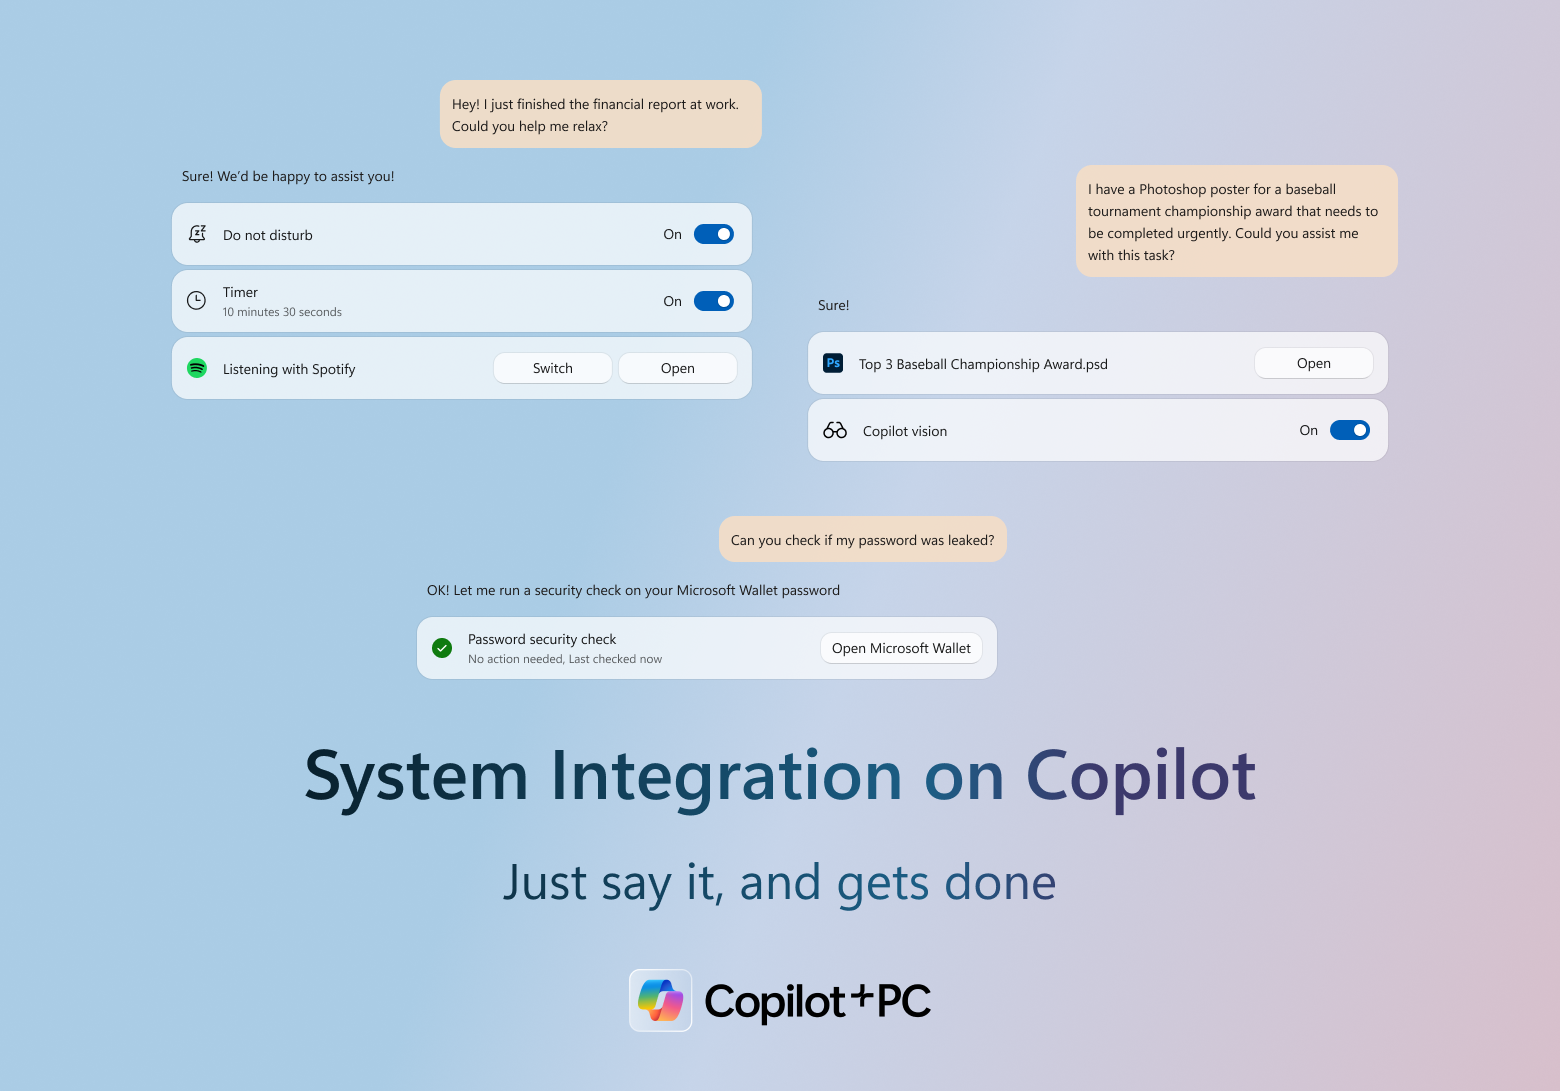 Hey! I just finished the financial report at work.
Could you help me relax?
Sure! We’d be happy to assist you!
Do not disturb
On
Timer
10 minutes 30 seconds
On
Listening with Spotify
Switch
Open
I have a Photoshop poster for a baseball
tournament championship award that needs to
be completed urgently. Could you assist me
with this task?
Sure!
Ps
Top 3 Baseball Championship Award.psd
Open
Copilot vision
On
Can you check if my password was leaked?
OK! Let me run a security check on your Microsoft Wallet password
Password security check
No action needed, Last checked now
Open Microsoft Wallet
System Integration on Copilot
Just say it, and gets done
Copilot+PC